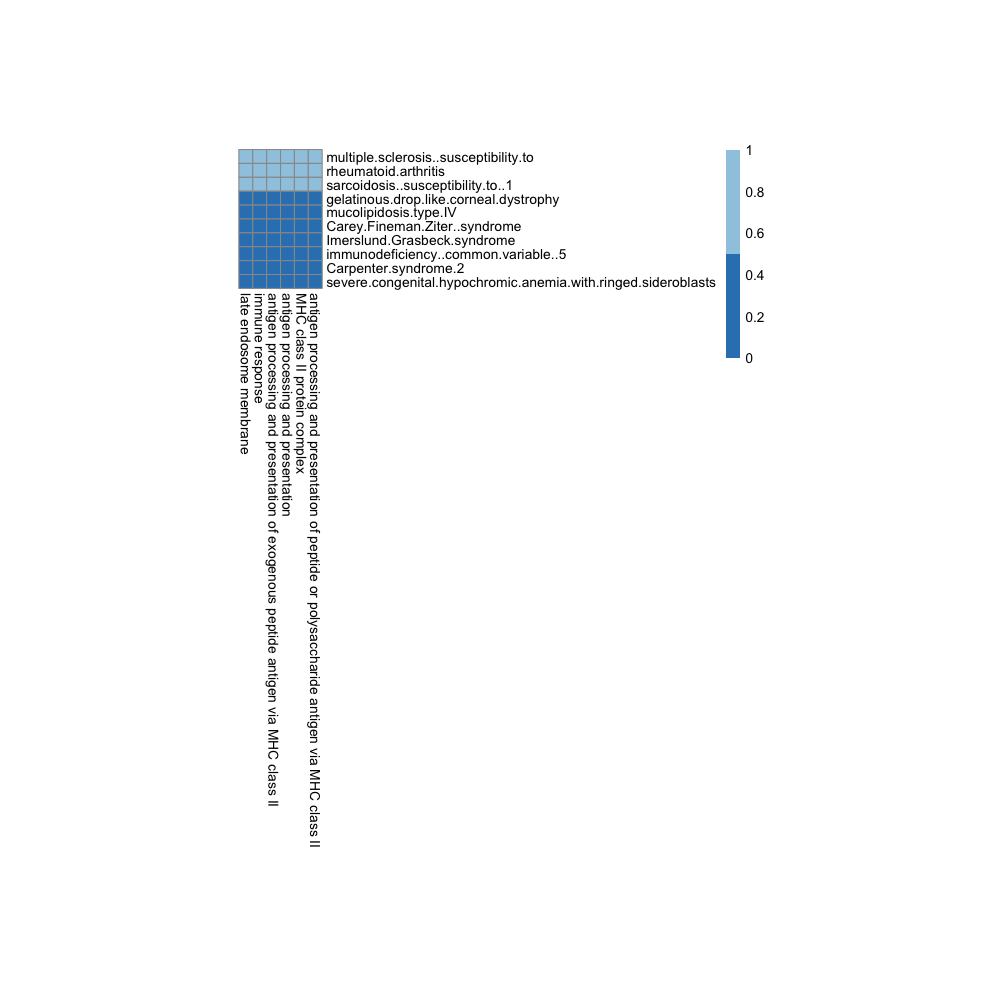 multiple.sclerosis..susceptibility.to
rheumatoid.arthritis
sarcoidosis..susceptibility.to..1
gelatinous.drop.like.corneal.dystrophy
mucolipidosis.type.IV
Carey.Fineman.Ziter..syndrome
Imerslund.Grasbeck.syndrome
immunodeficiency..common.variable..5
Carpenter.syndrome.2
severe.congenital.hypochromic.anemia.with.ringed.sideroblasts
1
0.8
0.6
0.4
0.2
0
late endosome membrane
immune response
antigen processing and presentation of exogenous peptide antigen via MHC class II
antigen processing and presentation
MHC class II protein complex
antigen processing and presentation of peptide or polysaccharide antigen via MHC class II